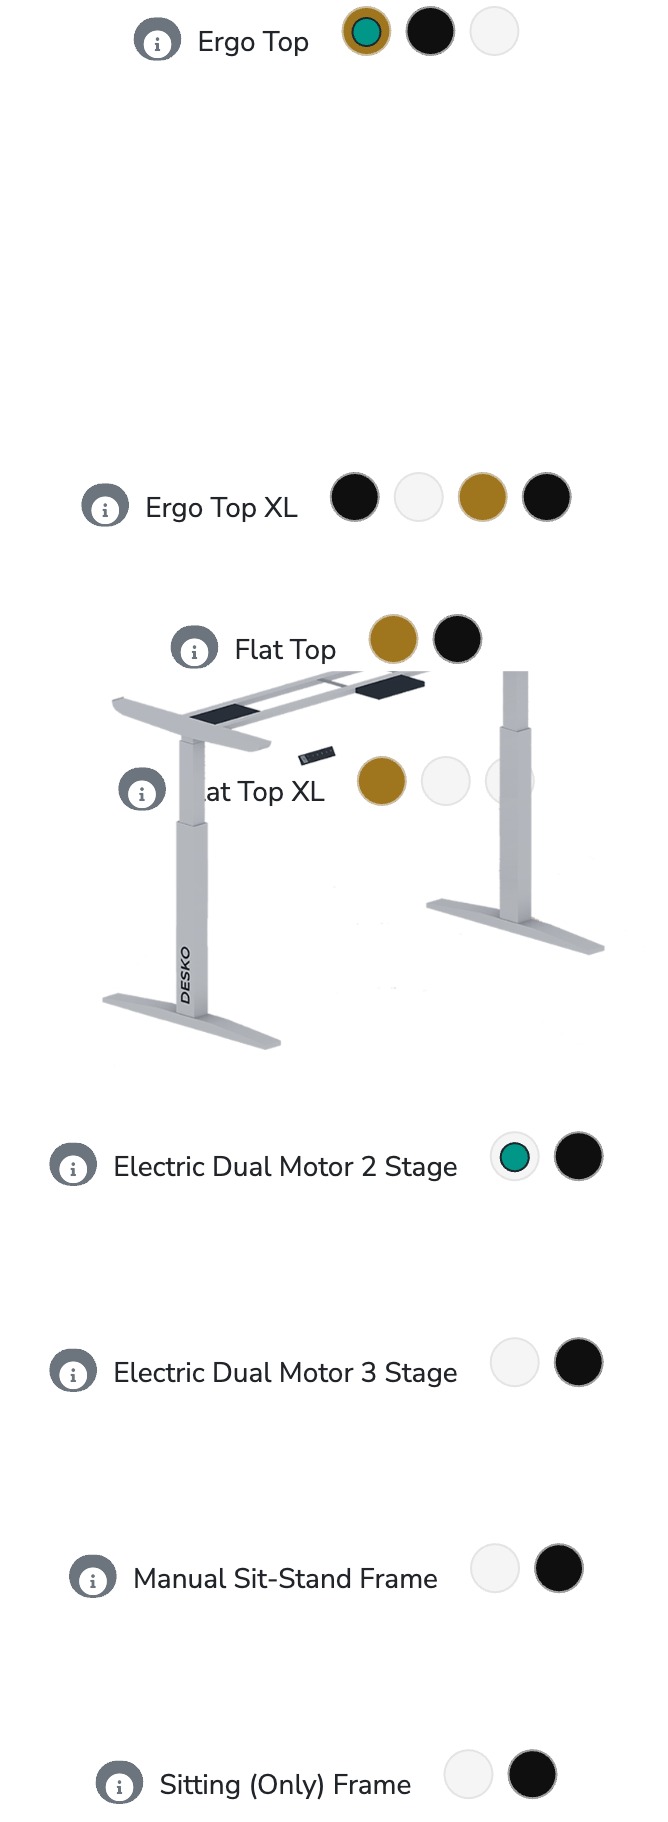 Ergo Top
Ergo Top XL
Flat Top
at Top XL
DESKO
Electric Dual Motor 2 Stage
Electric Dual Motor 3 Stage
Manual Sit-Stand Frame
Sitting (Only) Frame